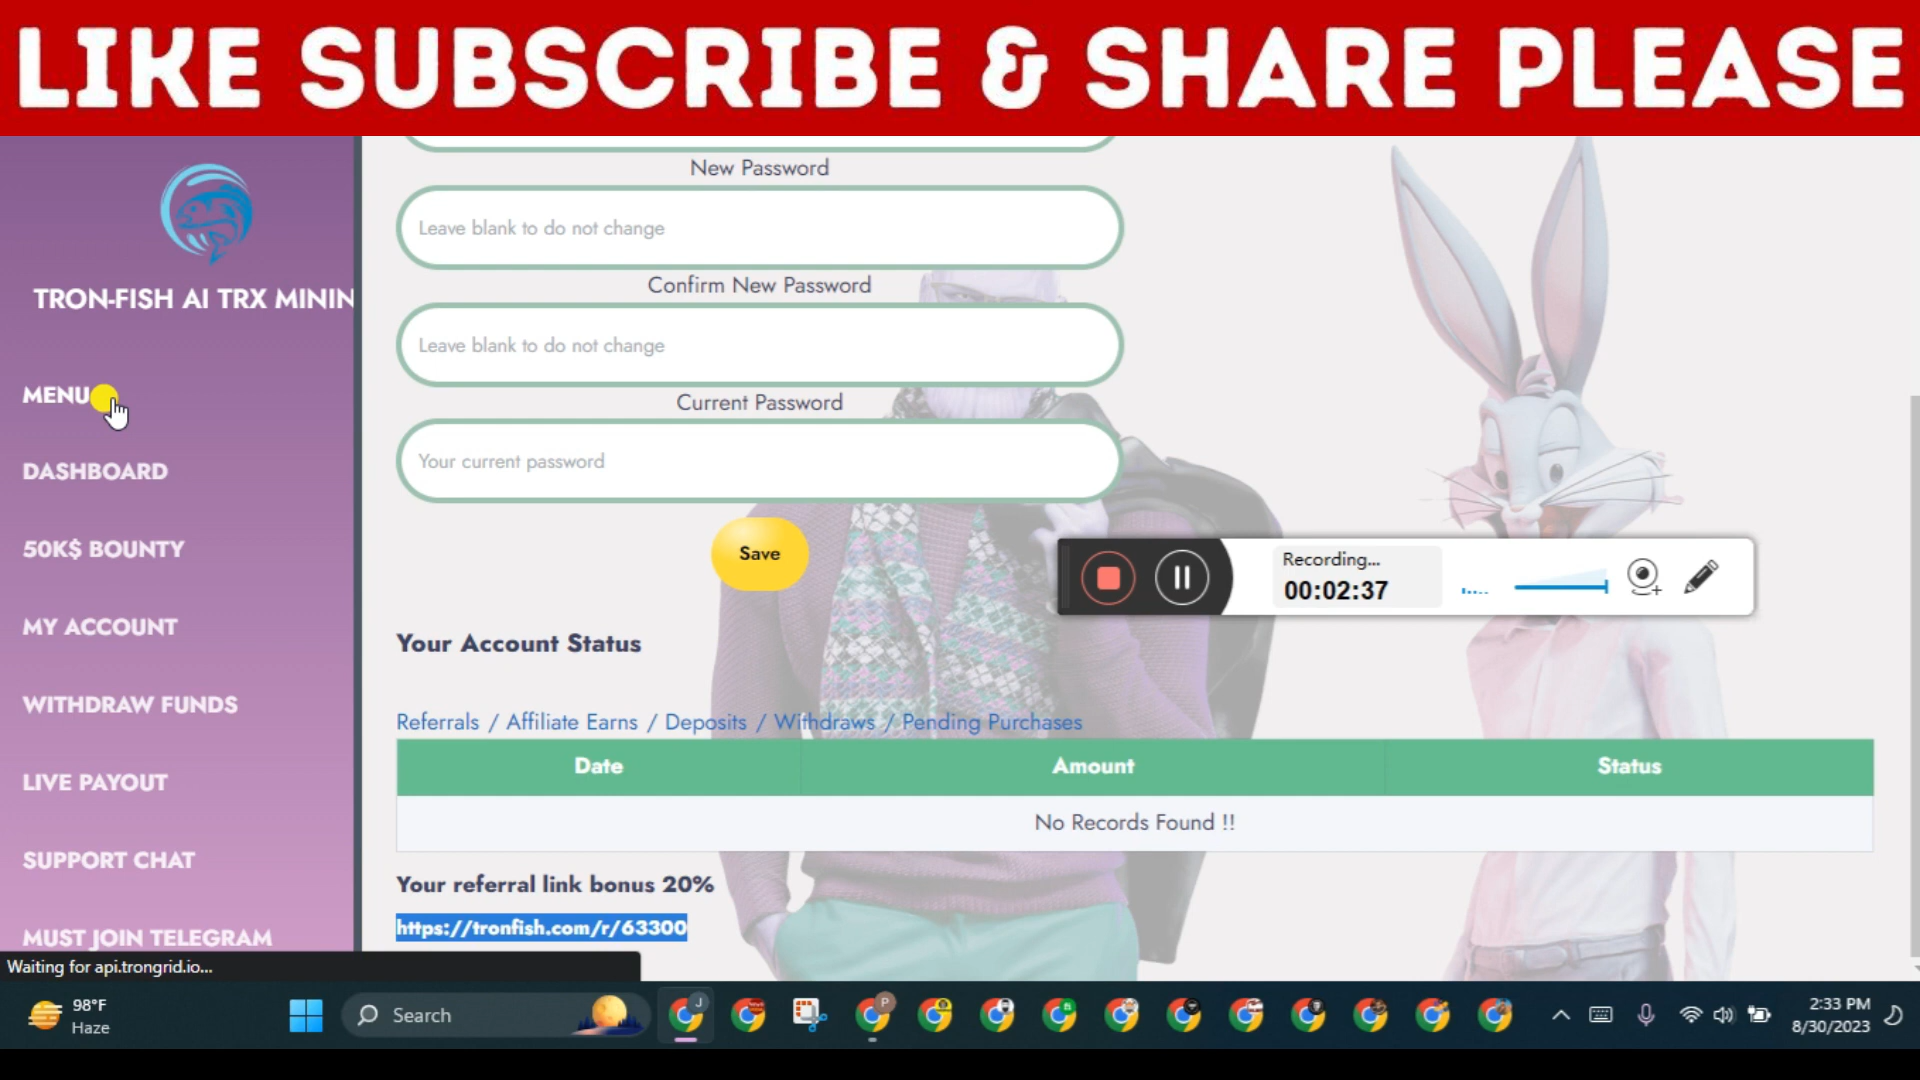 LIKE SUBSCRIBE & SHARE PLEASE
TRON-FISH AI TRX MININ
MENU
DASHBOARD
50K$ BOUNTY
MY ACCOUNT
WITHDRAW FUNDS
LIVE PAYOUT
SUPPORT CHAT
MUST JOIN TELEGRAM
Waiting for api.trongrid.io...
New Password
Leave blank to do not change
Confirm New Password
Leave blank to do not change
Current Password
Your current password
Save
Recording...
00:02:37
Your Account Status
Referrals / Affiliate Earns / Deposits / Withdraws / Pending Purchases
Date Amount Status
No Records Found !!
Your referral link bonus 20%
https://tronfish.com/r/63300
98°F
Haze
Search
J
P
2:33 PM
8/30/2023